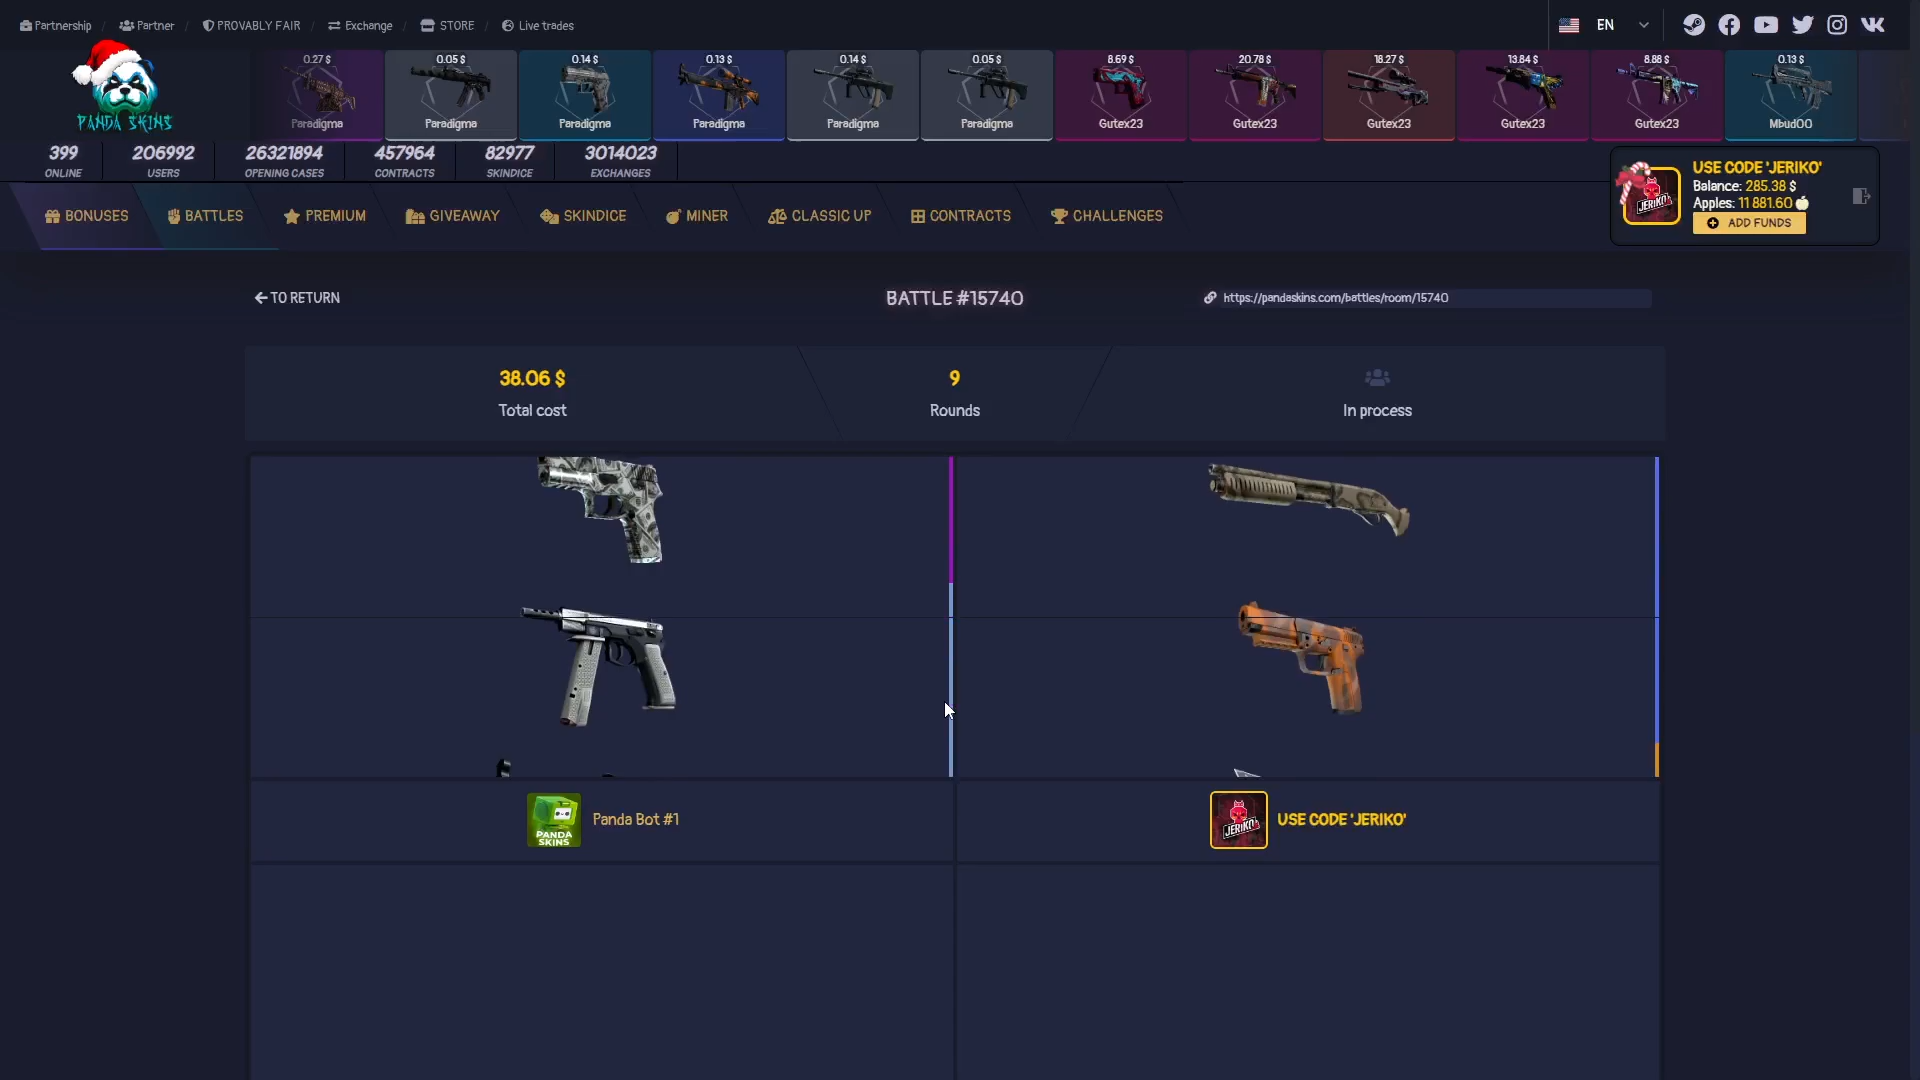 Partnership / Partner / PROVABLY FAIR / Exchange / STORE / Live trades
EN
0.27 $ 0.05 $ 0.14 $ 0.13 $ 0.14 $ 0.05 $ 8.69 $ 20.78 $ 18.27 $ 13.84 $ 8.88 $ 0.13 $
Paradigma Paradigma Paradigma Paradigma Paradigma Paradigma Gutex23 Gutex23 Gutex23 Gutex23 Gutex23 Mbud00
PANDA SKINS
399 206992 26321894 457964 82977 3014023
ONLINE USERS OPENING CASES CONTRACTS SKINDICE EXCHANGES
USE CODE 'JERIKO'
Balance: 285.38 $
Apples: 11 881.60
ADD FUNDS
JERIKO
BONUSES BATTLES PREMIUM GIVEAWAY SKINDICE MINER CLASSIC UP CONTRACTS CHALLENGES
TO RETURN
BATTLE #15740
https://pandaskins.com/battles/room/15740
38.06 $ 9
Total cost Rounds In process
PANDA SKINS
Panda Bot #1
JERIKO
USE CODE 'JERIKO'